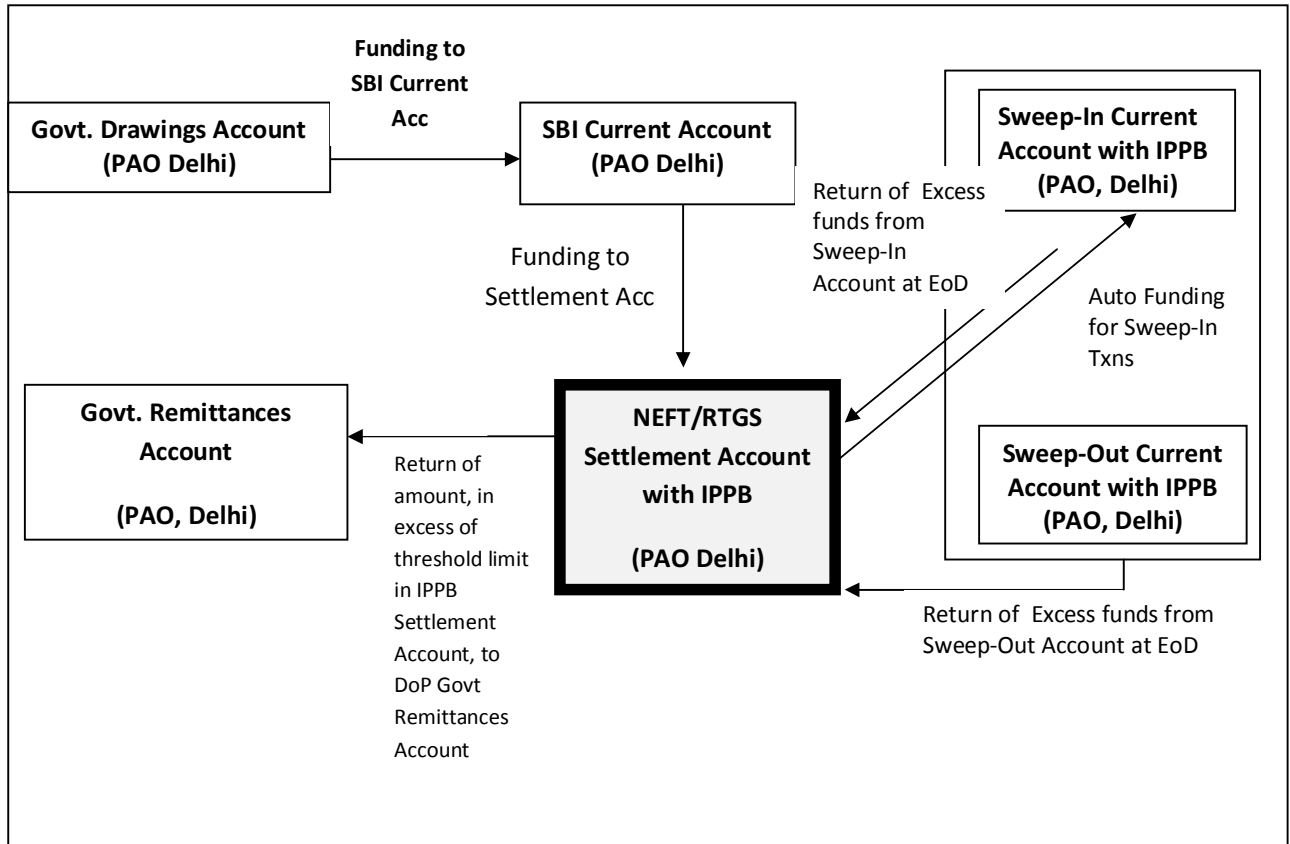 Funding to
SBI Current
Acc
Govt. Drawings Account
(PAO Delhi)
SBI Current Account
(PAO Delhi)
Sweep-In Current
Account with IPPB
(PAO, Delhi)
Return of Excess
funds from
Sweep-In
Account at EoD
Funding to
Settlement Acc
Auto Funding
for Sweep-In
Txns
Govt. Remittances
Account
(PAO, Delhi)
Return of
amount, in
excess of
threshold limit
in IPPB
Settlement
Account, to
DoP Govt
Remittances
Account
NEFT/RTGS
Settlement Account
with IPPB
(PAO Delhi)
Sweep-Out Current
Account with IPPB
(PAO, Delhi)
Return of Excess funds from
Sweep-Out Account at EoD